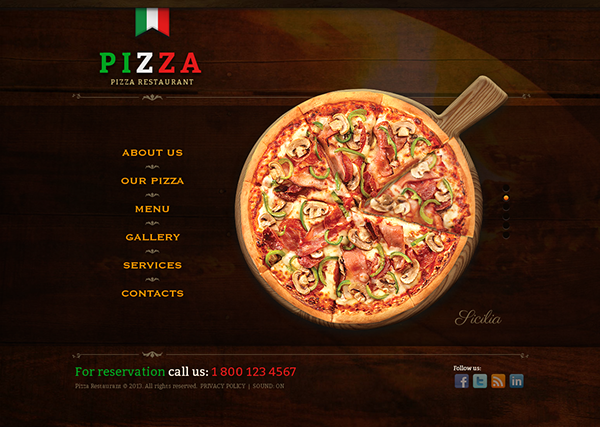 PIZZA
PIZZA RESTAURANT
ABOUT US
OUR PIZZA
MENU
GALLERY
SERVICES
CONTACTS
Sicilia
For reservation call us: 1 800 123 4567
Pizza Restaurant © 2013. All rights reserved. PRIVACY POLICY | SOUND: ON
Follow us: